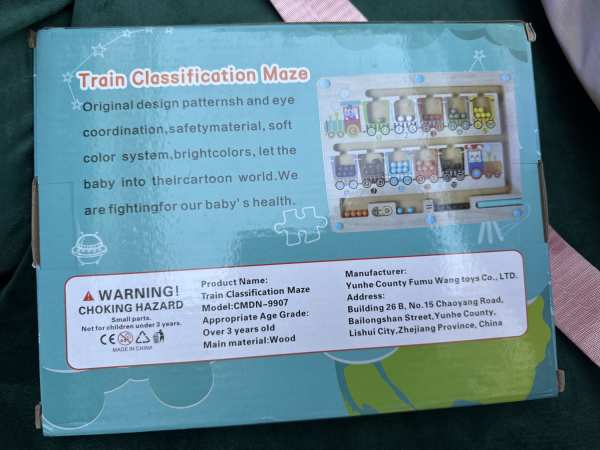 Train Classification Maze
Original design patternsh and eye
coordination,safetymaterial, soft
color system,brightcolors, let the
baby into theircartoon world.We
are fightingfor our baby's health.
WARNING!
CHOKING HAZARD
Small parts.
Not for children under 3 years.
CE
0-3
MADE IN CHINA
Product Name:
Train Classification Maze
Model:CMDN-9907
Appropriate Age Grade:
Over 3 years old
Main material:Wood
Manufacturer:
Yunhe County Fumu Wang toys Co., LTD.
Address:
Building 26 B, No.15 Chaoyang Road,
Bailongshan Street,Yunhe County,
Lishui City,Zhejiang Province, China